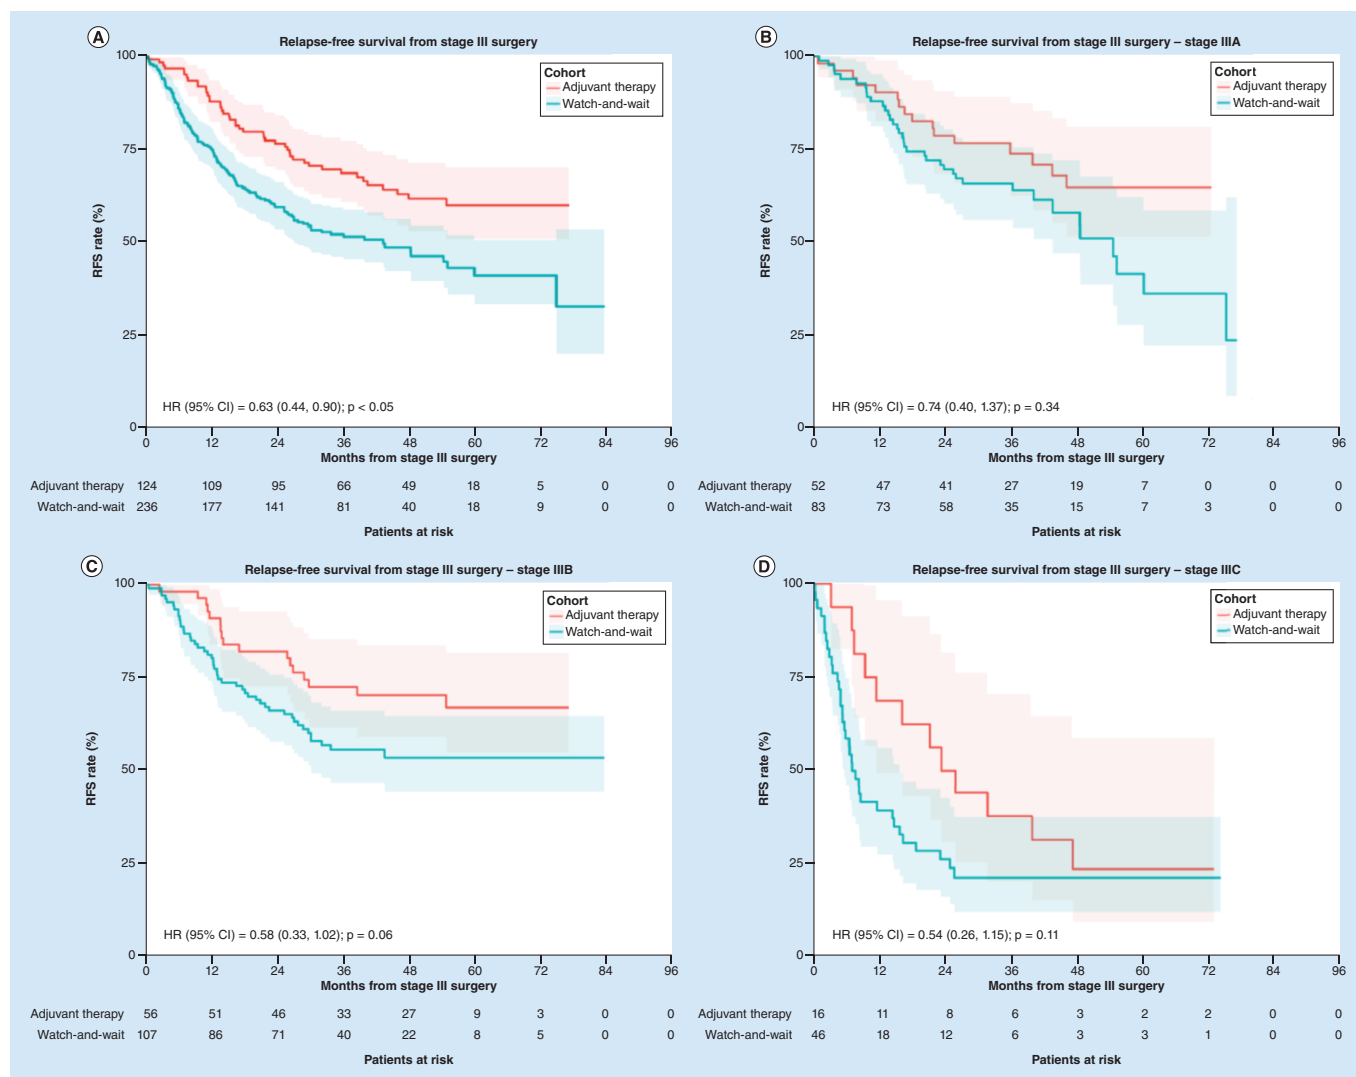 A
Relapse-free survival from stage III surgery
Cohort
Adjuvant therapy
Watch-and-wait
100
75
50
25
0
RFS rate (%)
HR (95% CI) = 0.63 (0.44, 0.90); p < 0.05
0 12 24 36 48 60 72 84 96
Months from stage III surgery
Adjuvant therapy 124 109 95 66 49 18 5 0 0
Watch-and-wait 236 177 141 81 40 18 9 0 0
Patients at risk
B
Relapse-free survival from stage III surgery – stage IIIA
Cohort
Adjuvant therapy
Watch-and-wait
100
75
50
25
0
RFS rate (%)
HR (95% CI) = 0.74 (0.40, 1.37); p = 0.34
0 12 24 36 48 60 72 84 96
Months from stage III surgery
Adjuvant therapy 52 47 41 27 19 7 0 0 0
Watch-and-wait 83 73 58 35 15 7 3 0 0
Patients at risk
C
Relapse-free survival from stage III surgery – stage IIIB
Cohort
Adjuvant therapy
Watch-and-wait
100
75
50
25
0
RFS rate (%)
HR (95% CI) = 0.58 (0.33, 1.02); p = 0.06
0 12 24 36 48 60 72 84 96
Months from stage III surgery
Adjuvant therapy 56 51 46 33 27 9 3 0 0
Watch-and-wait 107 86 71 40 22 8 5 0 0
Patients at risk
D
Relapse-free survival from stage III surgery – stage IIIC
Cohort
Adjuvant therapy
Watch-and-wait
100
75
50
25
0
RFS rate (%)
HR (95% CI) = 0.54 (0.26, 1.15); p = 0.11
0 12 24 36 48 60 72 84 96
Months from stage III surgery
Adjuvant therapy 16 11 8 6 3 2 2 0 0
Watch-and-wait 46 18 12 6 3 3 1 0 0
Patients at risk